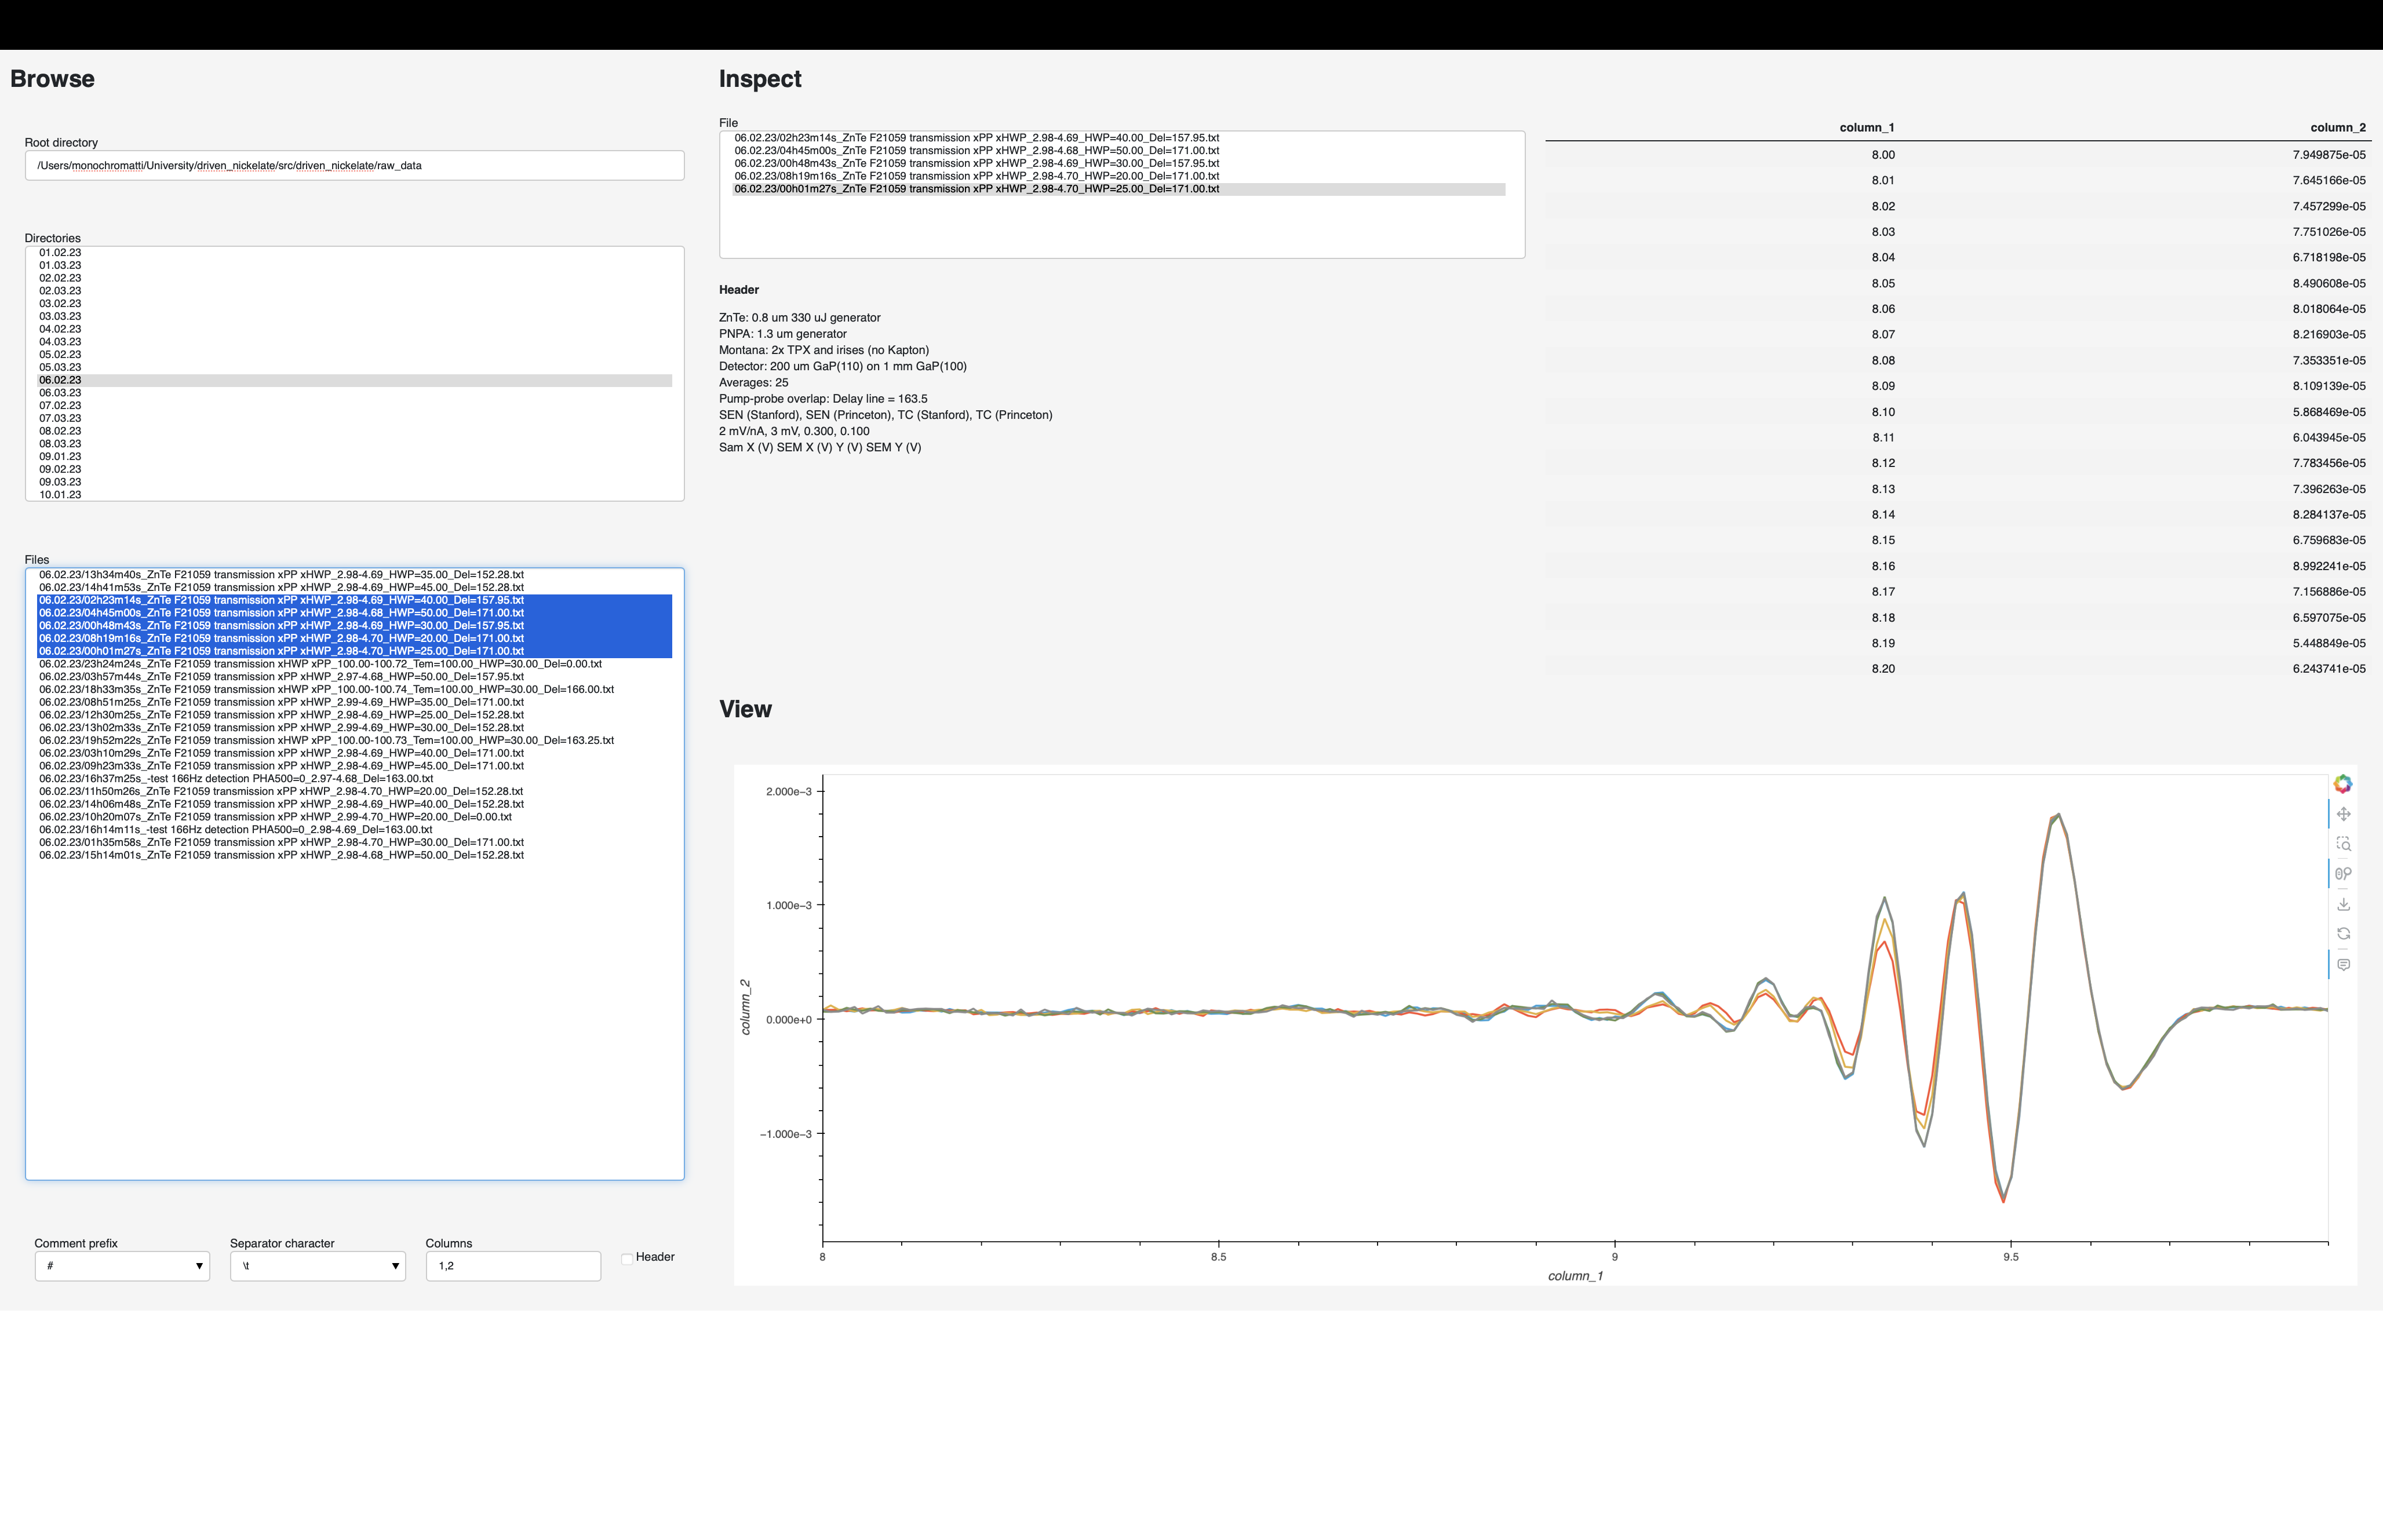 Browse
Root directory
/Users/monochromatti/University/driven_nickelate/src/driven_nickelate/raw_data
Directories
01.02.23
01.03.23
02.02.23
02.03.23
03.02.23
03.03.23
04.02.23
04.03.23
05.02.23
05.03.23
06.02.23
06.03.23
07.02.23
07.03.23
08.02.23
08.03.23
09.01.23
09.02.23
09.03.23
10.01.23
Files
06.02.23/13h34m40s_ZnTe F21059 transmission xPP xHWP_2.98-4.69_HWP=35.00_Del=152.28.txt
06.02.23/14h41m53s_ZnTe F21059 transmission xPP xHWP_2.98-4.69_HWP=45.00_Del=152.28.txt
06.02.23/02h23m14s_ZnTe F21059 transmission xPP xHWP_2.98-4.69_HWP=40.00_Del=157.95.txt
06.02.23/04h45m00s_ZnTe F21059 transmission xPP xHWP_2.98-4.68_HWP=50.00_Del=171.00.txt
06.02.23/00h48m43s_ZnTe F21059 transmission xPP xHWP_2.98-4.69_HWP=30.00_Del=157.95.txt
06.02.23/08h19m16s_ZnTe F21059 transmission xPP xHWP_2.98-4.70_HWP=20.00_Del=171.00.txt
06.02.23/00h01m27s_ZnTe F21059 transmission xPP xHWP_2.98-4.70_HWP=25.00_Del=171.00.txt
06.02.23/23h24m24s_ZnTe F21059 transmission xHWP xPP_100.00-100.72_Tem=100.00_HWP=30.00_Del=0.00.txt
06.02.23/03h57m44s_ZnTe F21059 transmission xPP xHWP_2.97-4.68_HWP=50.00_Del=157.95.txt
06.02.23/18h33m35s_ZnTe F21059 transmission xHWP xPP_100.00-100.74_Tem=100.00_HWP=30.00_Del=166.00.txt
06.02.23/08h51m25s_ZnTe F21059 transmission xPP xHWP_2.99-4.69_HWP=35.00_Del=171.00.txt
06.02.23/12h30m25s_ZnTe F21059 transmission xPP xHWP_2.98-4.69_HWP=25.00_Del=152.28.txt
06.02.23/13h02m33s_ZnTe F21059 transmission xPP xHWP_2.99-4.69_HWP=30.00_Del=152.28.txt
06.02.23/19h52m22s_ZnTe F21059 transmission xHWP xPP_100.00-100.73_Tem=100.00_HWP=30.00_Del=163.25.txt
06.02.23/03h10m29s_ZnTe F21059 transmission xPP xHWP_2.98-4.69_HWP=40.00_Del=171.00.txt
06.02.23/09h23m33s_ZnTe F21059 transmission xPP xHWP_2.98-4.69_HWP=45.00_Del=171.00.txt
06.02.23/16h37m25s_-test 166Hz detection PHA500=0_2.97-4.68_Del=163.00.txt
06.02.23/11h50m26s_ZnTe F21059 transmission xPP xHWP_2.98-4.70_HWP=20.00_Del=152.28.txt
06.02.23/14h06m48s_ZnTe F21059 transmission xPP xHWP_2.98-4.69_HWP=40.00_Del=152.28.txt
06.02.23/10h20m07s_ZnTe F21059 transmission xPP xHWP_2.99-4.70_HWP=20.00_Del=0.00.txt
06.02.23/16h14m11s_-test 166Hz detection PHA500=0_2.98-4.69_Del=163.00.txt
06.02.23/01h35m58s_ZnTe F21059 transmission xPP xHWP_2.98-4.70_HWP=30.00_Del=171.00.txt
06.02.23/15h14m01s_ZnTe F21059 transmission xPP xHWP_2.98-4.68_HWP=50.00_Del=152.28.txt
Comment prefix
#
Separator character
\t
Columns
1,2
Header
Inspect
File
06.02.23/02h23m14s_ZnTe F21059 transmission xPP xHWP_2.98-4.69_HWP=40.00_Del=157.95.txt
06.02.23/04h45m00s_ZnTe F21059 transmission xPP xHWP_2.98-4.68_HWP=50.00_Del=171.00.txt
06.02.23/00h48m43s_ZnTe F21059 transmission xPP xHWP_2.98-4.69_HWP=30.00_Del=157.95.txt
06.02.23/08h19m16s_ZnTe F21059 transmission xPP xHWP_2.98-4.70_HWP=20.00_Del=171.00.txt
06.02.23/00h01m27s_ZnTe F21059 transmission xPP xHWP_2.98-4.70_HWP=25.00_Del=171.00.txt
Header
ZnTe: 0.8 um 330 uJ generator
PNPA: 1.3 um generator
Montana: 2x TPX and irises (no Kapton)
Detector: 200 um GaP(110) on 1 mm GaP(100)
Averages: 25
Pump-probe overlap: Delay line = 163.5
SEN (Stanford), SEN (Princeton), TC (Stanford), TC (Princeton)
2 mV/nA, 3 mV, 0.300, 0.100
Sam X (V) SEM X (V) Y (V) SEM Y (V)
column_1 column_2
8.00 7.949875e-05
8.01 7.645166e-05
8.02 7.457299e-05
8.03 7.751026e-05
8.04 6.718198e-05
8.05 8.490608e-05
8.06 8.018064e-05
8.07 8.216903e-05
8.08 7.353351e-05
8.09 8.109139e-05
8.10 5.868469e-05
8.11 6.043945e-05
8.12 7.783456e-05
8.13 7.396263e-05
8.14 8.284137e-05
8.15 6.759683e-05
8.16 8.992241e-05
8.17 7.156886e-05
8.18 6.597075e-05
8.19 5.448849e-05
8.20 6.243741e-05
View
2.000e−3
1.000e−3
0.000e+0
−1.000e−3
column_2
8 8.5 9 9.5
column_1